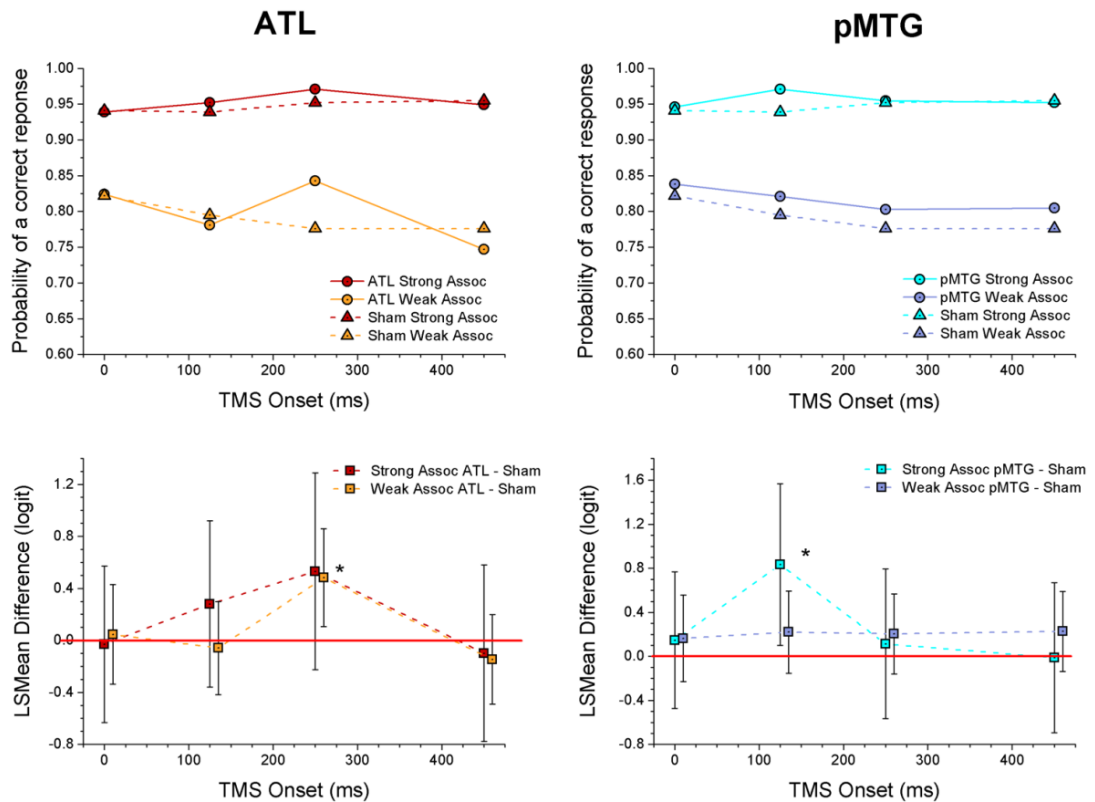 ATL
pMTG
Probability of a correct reponse
1.00
0.95
0.90
0.85
0.80
0.75
0.70
0.65
0.60
ATL Strong Assoc
ATL Weak Assoc
Sham Strong Assoc
Sham Weak Assoc
0
100
200
300
400
TMS Onset (ms)
Probability of a correct response
1.00
0.95
0.90
0.85
0.80
0.75
0.70
0.65
0.60
pMTG Strong Assoc
pMTG Weak Assoc
Sham Strong Assoc
Sham Weak Assoc
0
100
200
300
400
TMS Onset (ms)
LSMean Difference (logit)
1.2
0.8
0.4
0.0
-0.4
-0.8
Strong Assoc ATL - Sham
Weak Assoc ATL - Sham
*
0
100
200
300
400
TMS Onset (ms)
LSMean Difference (logit)
1.6
1.2
0.8
0.4
0.0
-0.4
-0.8
Strong Assoc pMTG - Sham
Weak Assoc pMTG - Sham
*
0
100
200
300
400
TMS Onset (ms)